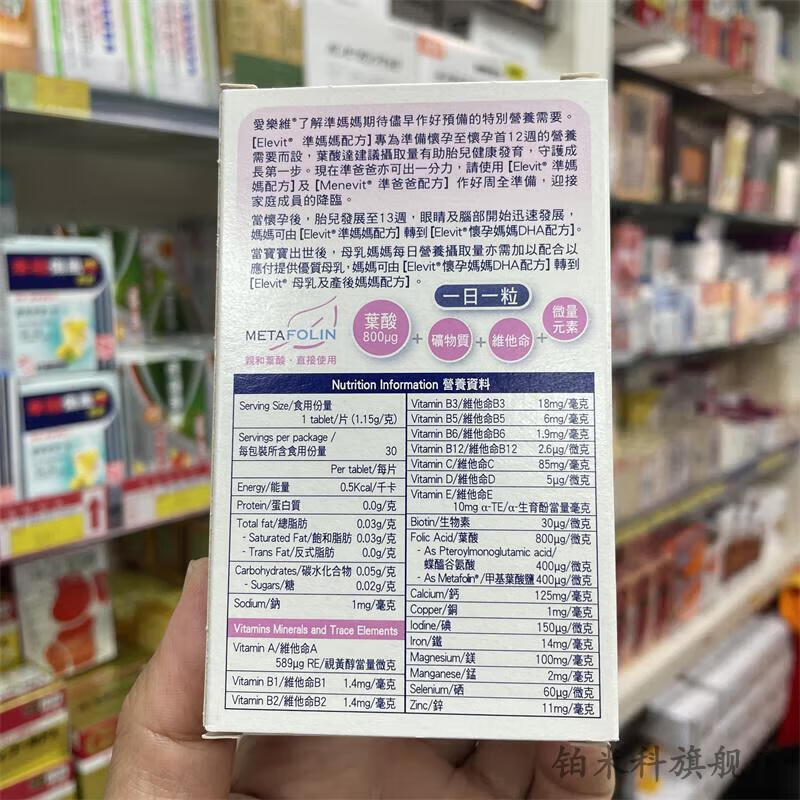 愛樂維®了解準媽媽期待儘早作好預備的特別營養需要。
【Elevit® 準媽媽配方】專為準備懷孕至懷孕首12週的營養
需要而設，葉酸達建議攝取量有助胎兒健康發育，守護成
長第一步。現在準爸爸亦可出一分力，請使用【Elevit® 準媽
媽配方】及【Menevit® 準爸爸配方】作好周全準備，迎接
家庭成員的降臨。
當懷孕後，胎兒發展至13週，眼睛及腦部開始迅速發展，
媽媽可由【Elevit®準媽媽配方】轉到【Elevit®懷孕媽媽DHA配方】。
當寶寶出世後，母乳媽媽每日營養攝取量亦需加以配合以
應付提供優質母乳，媽媽可由【Elevit®懷孕媽媽DHA配方】轉到
【Elevit® 母乳及產後媽媽配方】。
一日一粒
METAFOLIN
親和葉酸·直接使用
葉酸
800µg
+
礦物質
+
維他命
+
微量
元素
Nutrition Information 營養資料
Serving Size/食用份量
1 tablet/片 (1.15g/克)
Servings per package /
每包裝所含食用份量 30
Per tablet/每片
Energy/能量 0.5Kcal/千卡
Protein/蛋白質 0.0g/克
Total fat/總脂肪 0.03g/克
- Saturated Fat/飽和脂肪 0.03g/克
- Trans Fat/反式脂肪 0.0g/克
Carbohydrates/碳水化合物 0.05g/克
- Sugars/糖 0.02g/克
Sodium/鈉 1mg/毫克
Vitamins Minerals and Trace Elements
Vitamin A/維他命A
589µg RE/視黃醇當量微克
Vitamin B1/維他命B1 1.4mg/毫克
Vitamin B2/維他命B2 1.4mg/毫克
Vitamin B3/維他命B3 18mg/毫克
Vitamin B5/維他命B5 6mg/毫克
Vitamin B6/維他命B6 1.9mg/毫克
Vitamin B12/維他命B12 2.6µg/微克
Vitamin C/維他命C 85mg/毫克
Vitamin D/維他命D 5µg/微克
Vitamin E/維他命E
10mg α-TE/α-生育酚當量毫克
Biotin/生物素 30µg/微克
Folic Acid/葉酸 800µg/微克
- As Pteroylmonoglutamic acid/
蝶醯谷氨酸 400µg/微克
- As Metafolin®/甲基葉酸鹽 400µg/微克
Calcium/鈣 125mg/毫克
Copper/銅 1mg/毫克
Iodine/碘 150µg/微克
Iron/鐵 14mg/毫克
Magnesium/鎂 100mg/毫克
Manganese/錳 2mg/毫克
Selenium/硒 60µg/微克
Zinc/鋅 11mg/毫克
铂米科旗舰